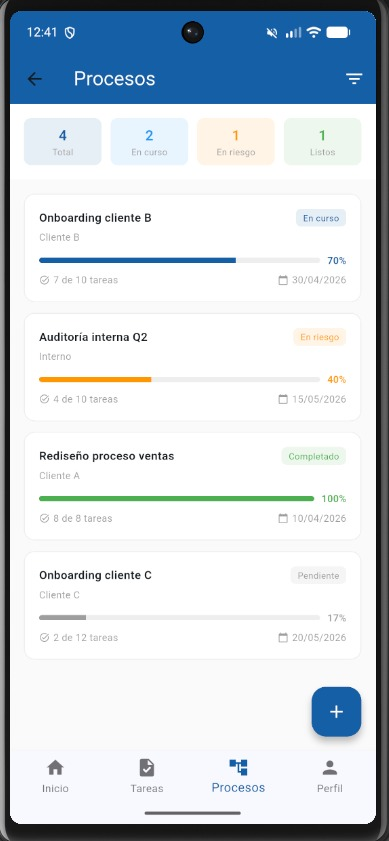 12:41
Procesos
4 2 1 1
Total En curso En riesgo Listos
Onboarding cliente B En curso
Cliente B
70%
7 de 10 tareas 30/04/2026
Auditoría interna Q2 En riesgo
Interno
40%
4 de 10 tareas 15/05/2026
Rediseño proceso ventas Completado
Cliente A
100%
8 de 8 tareas 10/04/2026
Onboarding cliente C Pendiente
Cliente C
17%
2 de 12 tareas 20/05/2026
+
Inicio Tareas Procesos Perfil